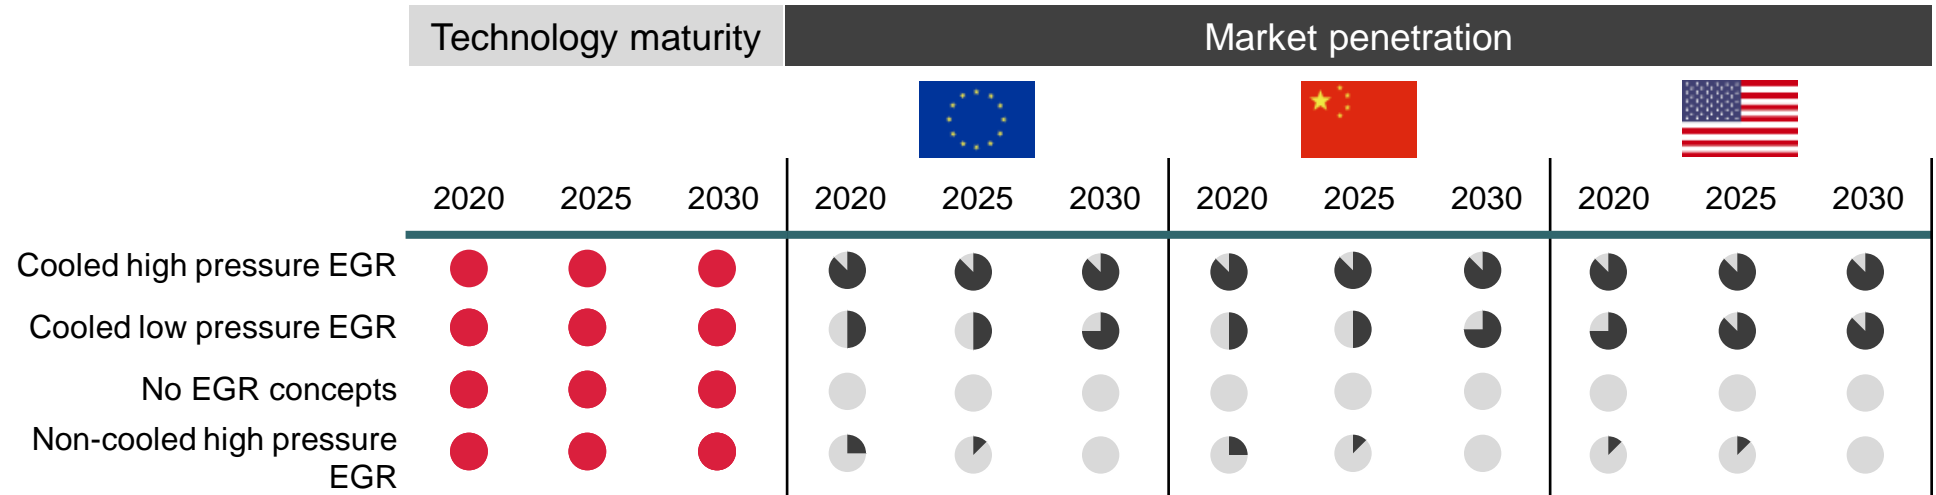 Technology maturity Market penetration
2020 2025 2030 2020 2025 2030 2020 2025 2030 2020 2025 2030
Cooled high pressure EGR
Cooled low pressure EGR
No EGR concepts
Non-cooled high pressure
EGR